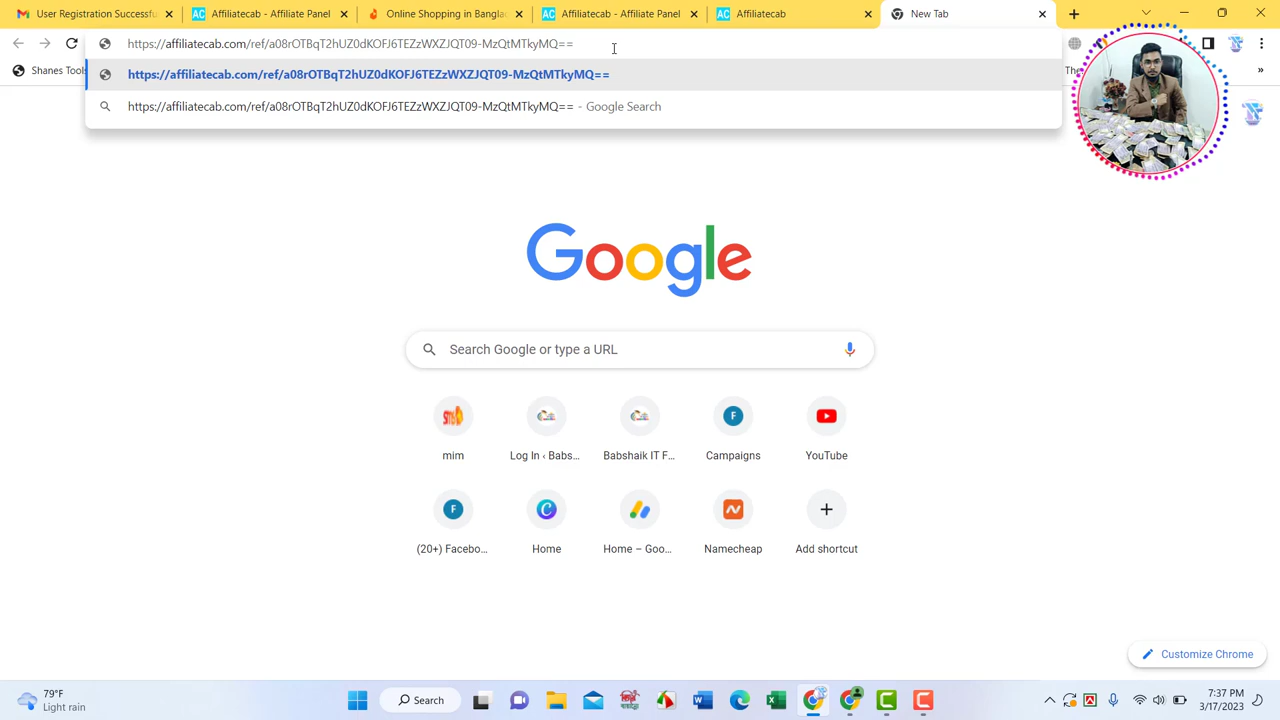 User Registration Successfu
Affiliatecab - Affiliate Panel
Online Shopping in Banglad
Affiliatecab - Affiliate Panel
Affiliatecab
New Tab
https://affiliatecab.com/ref/a08rOTBqT2hUZ0dKOFJ6TEZzWXZJQT09-MzQtMTkyMQ==
Shanes Tools
https://affiliatecab.com/ref/a08rOTBqT2hUZ0dKOFJ6TEZzWXZJQT09-MzQtMTkyMQ==
https://affiliatecab.com/ref/a08rOTBqT2hUZ0dKOFJ6TEZzWXZJQT09-MzQtMTkyMQ== - Google Search
Google
Search Google or type a URL
mim
Log In ‹ Babs...
Babshaik IT F...
F
Campaigns
YouTube
F
(20+) Facebo...
Home
Home – Goo...
Namecheap
Add shortcut
Customize Chrome
79°F
Light rain
Search
7:37 PM
3/17/2023